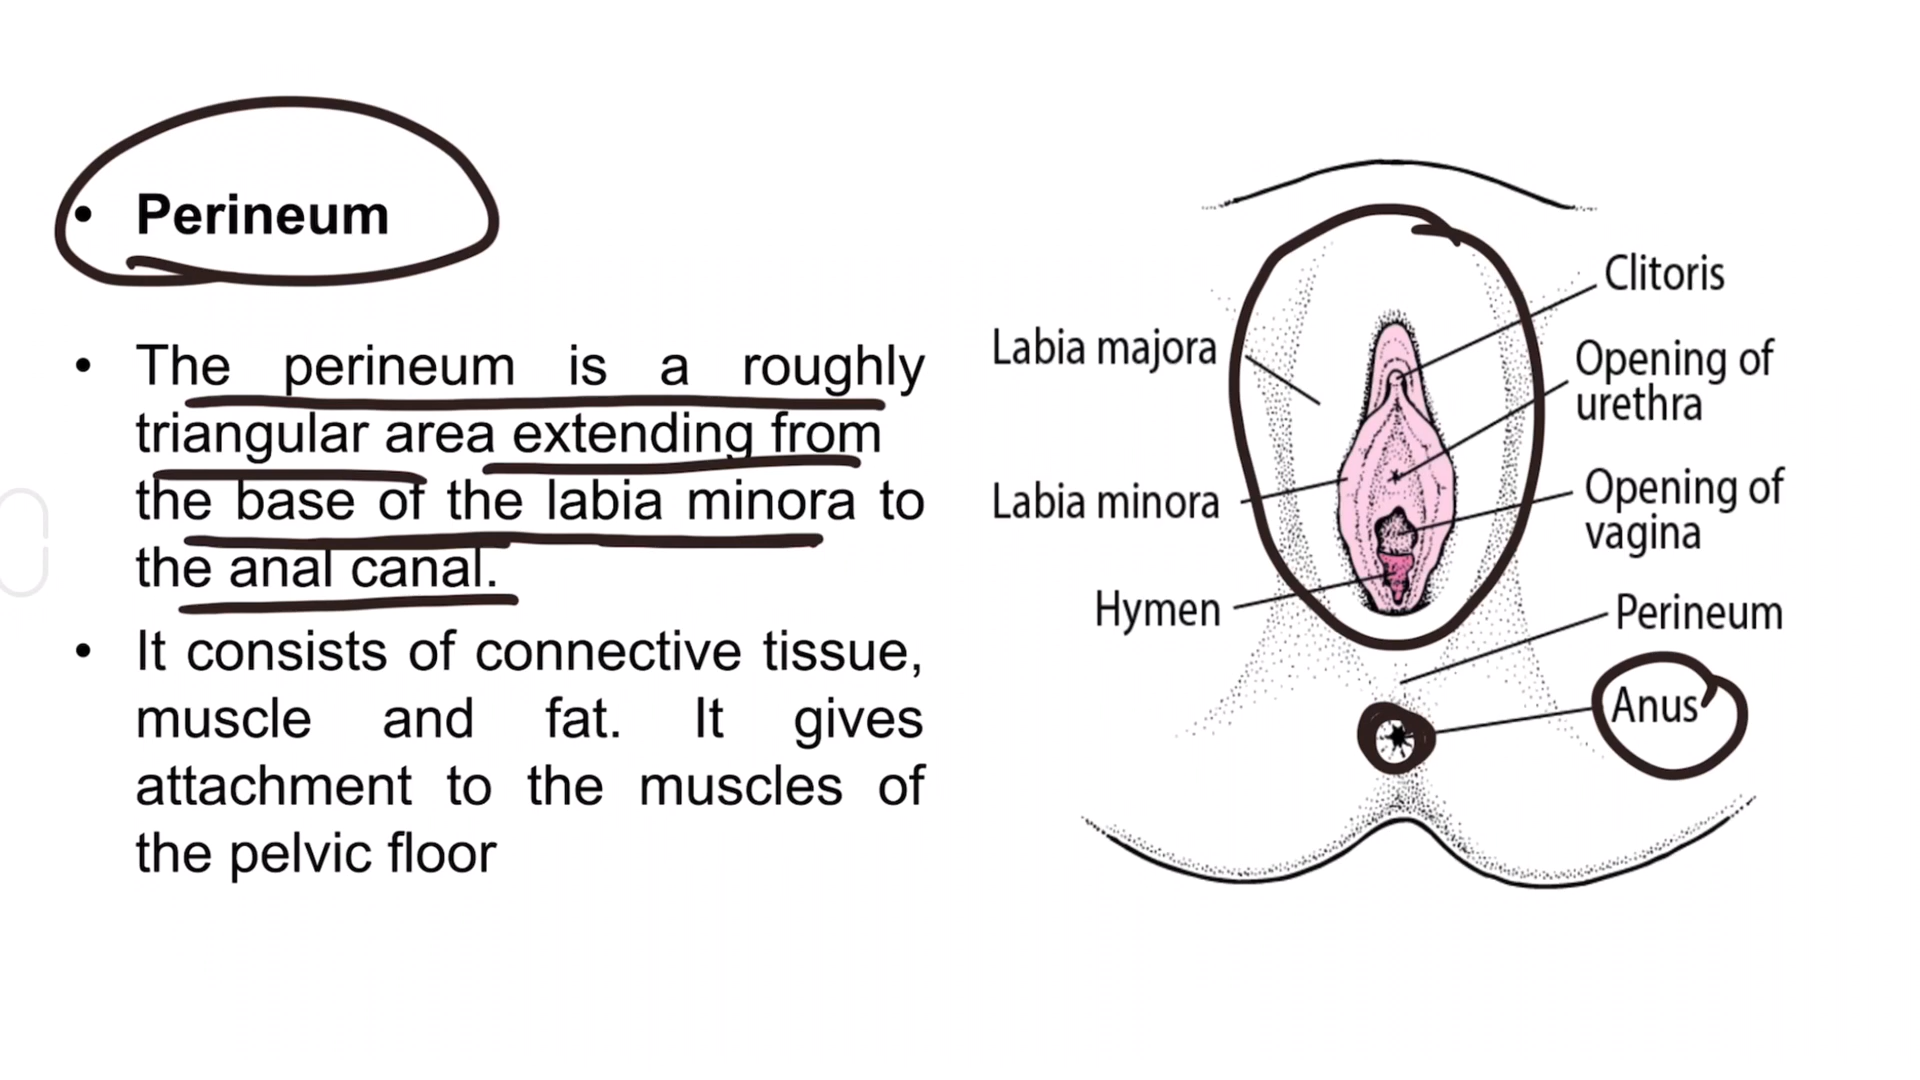 • Perineum
• The perineum is a roughly
triangular area extending from
the base of the labia minora to
the anal canal.
• It consists of connective tissue,
muscle and fat. It gives
attachment to the muscles of
the pelvic floor
Clitoris
Labia majora
Opening of
urethra
Labia minora
Opening of
vagina
Hymen
Perineum
Anus